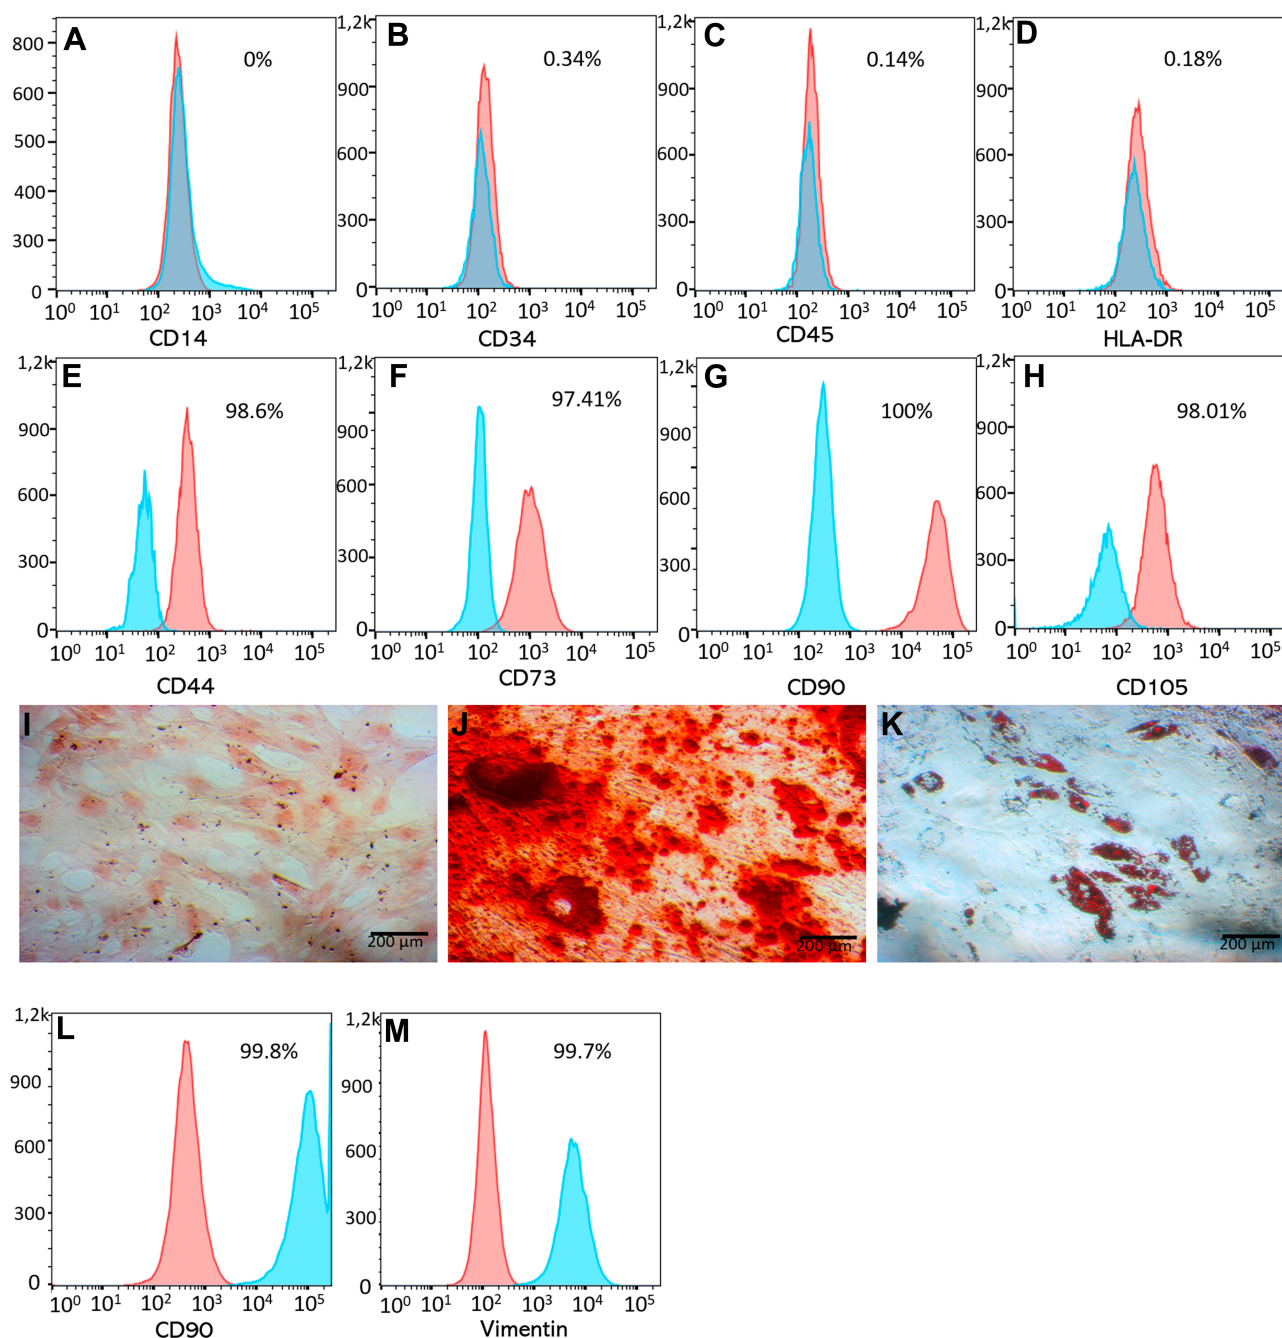 A 0% B 0.34% C 0.14% D 0.18%
800 600 500 400 300 0
1,2k 900 600 300 0
1,2k 900 600 300 0
1,2k 900 600 300 0
10⁰ 10¹ 10² 10³ 10⁴ 10⁵ 10⁰ 10¹ 10² 10³ 10⁴ 10⁵ 10⁰ 10¹ 10² 10³ 10⁴ 10⁵ 10⁰ 10¹ 10² 10³ 10⁴ 10⁵
CD14 CD34 CD45 HLA-DR
E 98.6% F 97.41% G 100% H 98.01%
1,2k 900 600 300 0
1,2k 900 600 300 0
1,2k 900 600 300 0
1,2k 900 600 300 0
10⁰ 10¹ 10² 10³ 10⁴ 10⁵ 10⁰ 10¹ 10² 10³ 10⁴ 10⁵ 10⁰ 10¹ 10² 10³ 10⁴ 10⁵ 10⁰ 10¹ 10² 10³ 10⁴ 10⁵
CD44 CD73 CD90 CD105
I J K
200 µm 200 µm 200 µm
L 99.8% M 99.7%
1,2k 900 600 300 0
1,2k 900 600 300 0
10⁰ 10¹ 10² 10³ 10⁴ 10⁵ 10⁰ 10¹ 10² 10³ 10⁴ 10⁵
CD90 Vimentin